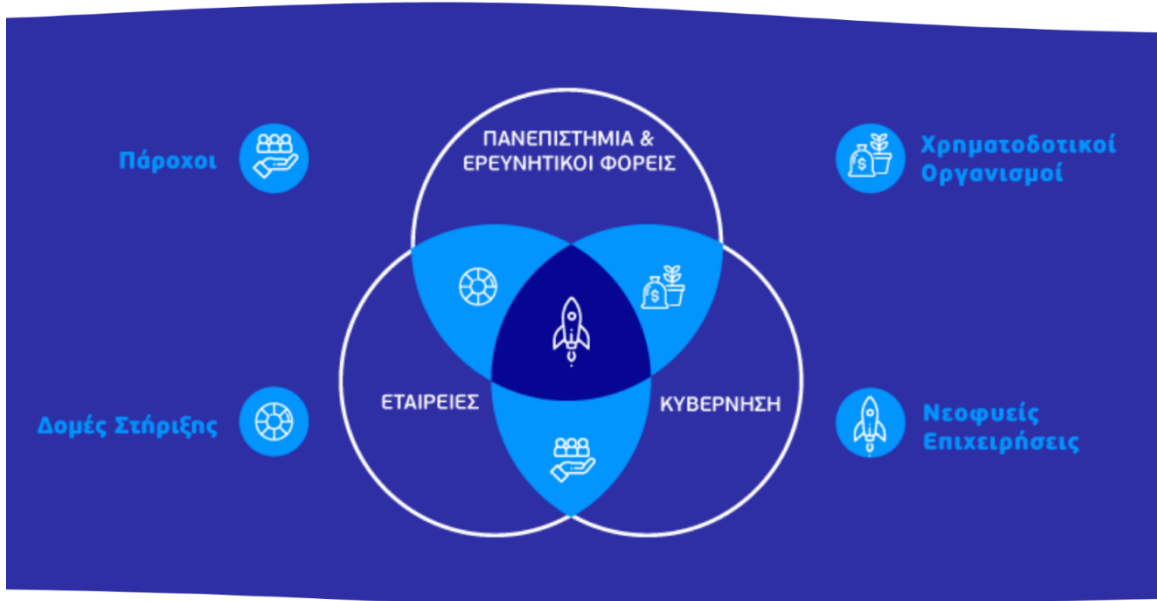 ΠΑΝΕΠΙΣΤΗΜΙΑ &
ΕΡΕΥΝΗΤΙΚΟΙ ΦΟΡΕΙΣ
Πάροχοι
Χρηματοδοτικοί
Οργανισμοί
ΕΤΑΙΡΕΙΕΣ
ΚΥΒΕΡΝΗΣΗ
Δομές Στήριξης
Νεοφυείς
Επιχειρήσεις